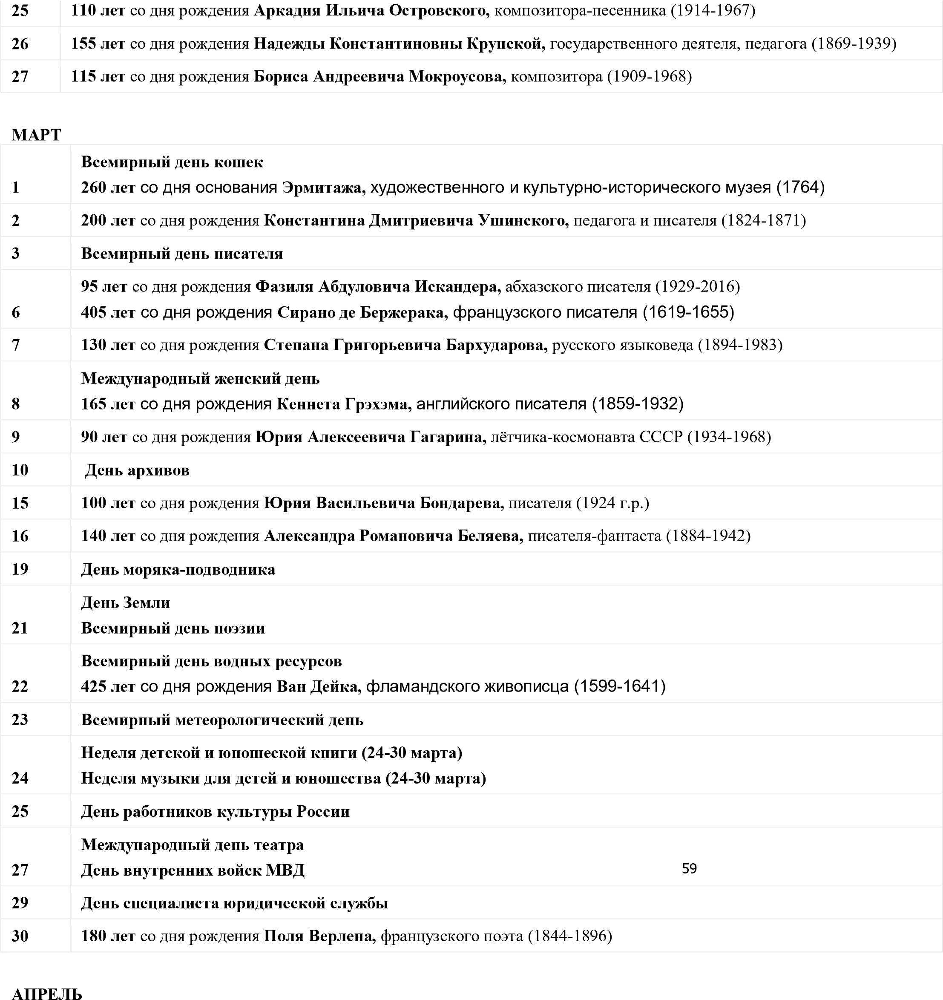 25 110 лет со дня рождения Аркадия Ильича Островского, композитора-песенника (1914-1967)
26 155 лет со дня рождения Надежды Константиновны Крупской, государственного деятеля, педагога (1869-1939)
27 115 лет со дня рождения Бориса Андреевича Мокроусова, композитора (1909-1968)
МАРТ
Всемирный день кошек
1 260 лет со дня основания Эрмитажа, художественного и культурно-исторического музея (1764)
2 200 лет со дня рождения Константина Дмитриевича Ушинского, педагога и писателя (1824-1871)
3 Всемирный день писателя
95 лет со дня рождения Фазиля Абдуловича Искандера, абхазского писателя (1929-2016)
6 405 лет со дня рождения Сирано де Бержерака, французского писателя (1619-1655)
7 130 лет со дня рождения Степана Григорьевича Бархударова, русского языковеда (1894-1983)
Международный женский день
8 165 лет со дня рождения Кеннета Грэхэма, английского писателя (1859-1932)
9 90 лет со дня рождения Юрия Алексеевича Гагарина, лётчика-космонавта СССР (1934-1968)
10 День архивов
15 100 лет со дня рождения Юрия Васильевича Бондарева, писателя (1924 г.р.)
16 140 лет со дня рождения Александра Романовича Беляева, писателя-фантаста (1884-1942)
19 День моряка-подводника
День Земли
21 Всемирный день поэзии
Всемирный день водных ресурсов
22 425 лет со дня рождения Ван Дейка, фламандского живописца (1599-1641)
23 Всемирный метеорологический день
Неделя детской и юношеской книги (24-30 марта)
24 Неделя музыки для детей и юношества (24-30 марта)
25 День работников культуры России
Международный день театра
27 День внутренних войск МВД 59
29 День специалиста юридической службы
30 180 лет со дня рождения Поля Верлена, французского поэта (1844-1896)
АПРЕЛЬ